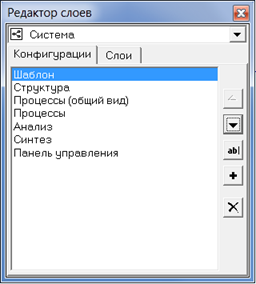 Редактор слоев
Система
Конфигурации Слои
Шаблон
Структура
Процессы (общий вид)
Процессы
Анализ
Синтез
Панель управления
ab|